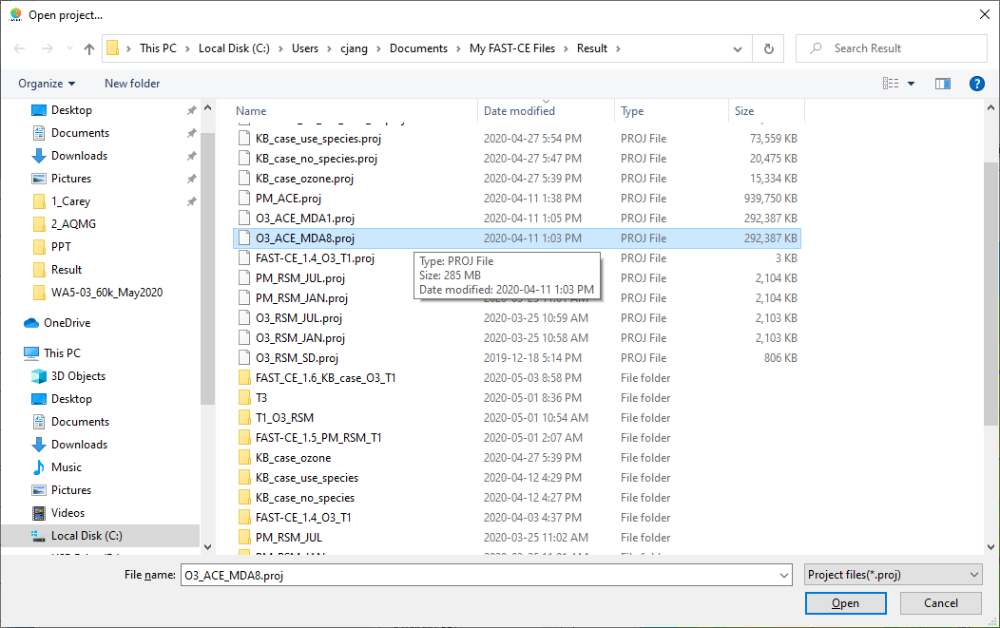 Open project...
This PC > Local Disk (C:) > Users > cjang > Documents > My FAST-CE Files > Result >
Search Result
Organize
New folder
Desktop
Documents
Downloads
Pictures
1_Carey
2_AQMG
PPT
Result
WA5-03_60k_May2020
OneDrive
This PC
3D Objects
Desktop
Documents
Downloads
Music
Pictures
Videos
Local Disk (C:)
Name Date modified Type Size
KB_case_use_species.proj 2020-04-27 5:54 PM PROJ File 73,559 KB
KB_case_no_species.proj 2020-04-27 5:47 PM PROJ File 20,475 KB
KB_case_ozone.proj 2020-04-27 5:39 PM PROJ File 15,334 KB
PM_ACE.proj 2020-04-11 1:38 PM PROJ File 939,750 KB
O3_ACE_MDA1.proj 2020-04-11 1:05 PM PROJ File 292,387 KB
O3_ACE_MDA8.proj 2020-04-11 1:03 PM PROJ File 292,387 KB
FAST-CE_1.4_O3_T1.proj PROJ File 3 KB
PM_RSM_JUL.proj PROJ File 2,104 KB
PM_RSM_JAN.proj PROJ File 2,104 KB
Type: PROJ File
Size: 285 MB
Date modified: 2020-04-11 1:03 PM
O3_RSM_JUL.proj 2020-03-25 10:59 AM PROJ File 2,103 KB
O3_RSM_JAN.proj 2020-03-25 10:58 AM PROJ File 2,103 KB
O3_RSM_SD.proj 2019-12-18 5:14 PM PROJ File 806 KB
FAST_CE_1.6_KB_case_O3_T1 2020-05-03 8:58 PM File folder
T3 2020-05-01 8:36 PM File folder
T1_O3_RSM 2020-05-01 10:54 AM File folder
FAST-CE_1.5_PM_RSM_T1 2020-05-01 2:07 AM File folder
KB_case_ozone 2020-04-27 5:39 PM File folder
KB_case_use_species 2020-04-12 4:29 PM File folder
KB_case_no_species 2020-04-12 4:27 PM File folder
FAST-CE_1.4_O3_T1 2020-04-03 4:37 PM File folder
PM_RSM_JUL 2020-03-25 11:02 AM File folder
File name: O3_ACE_MDA8.proj
Project files(*.proj)
Open
Cancel